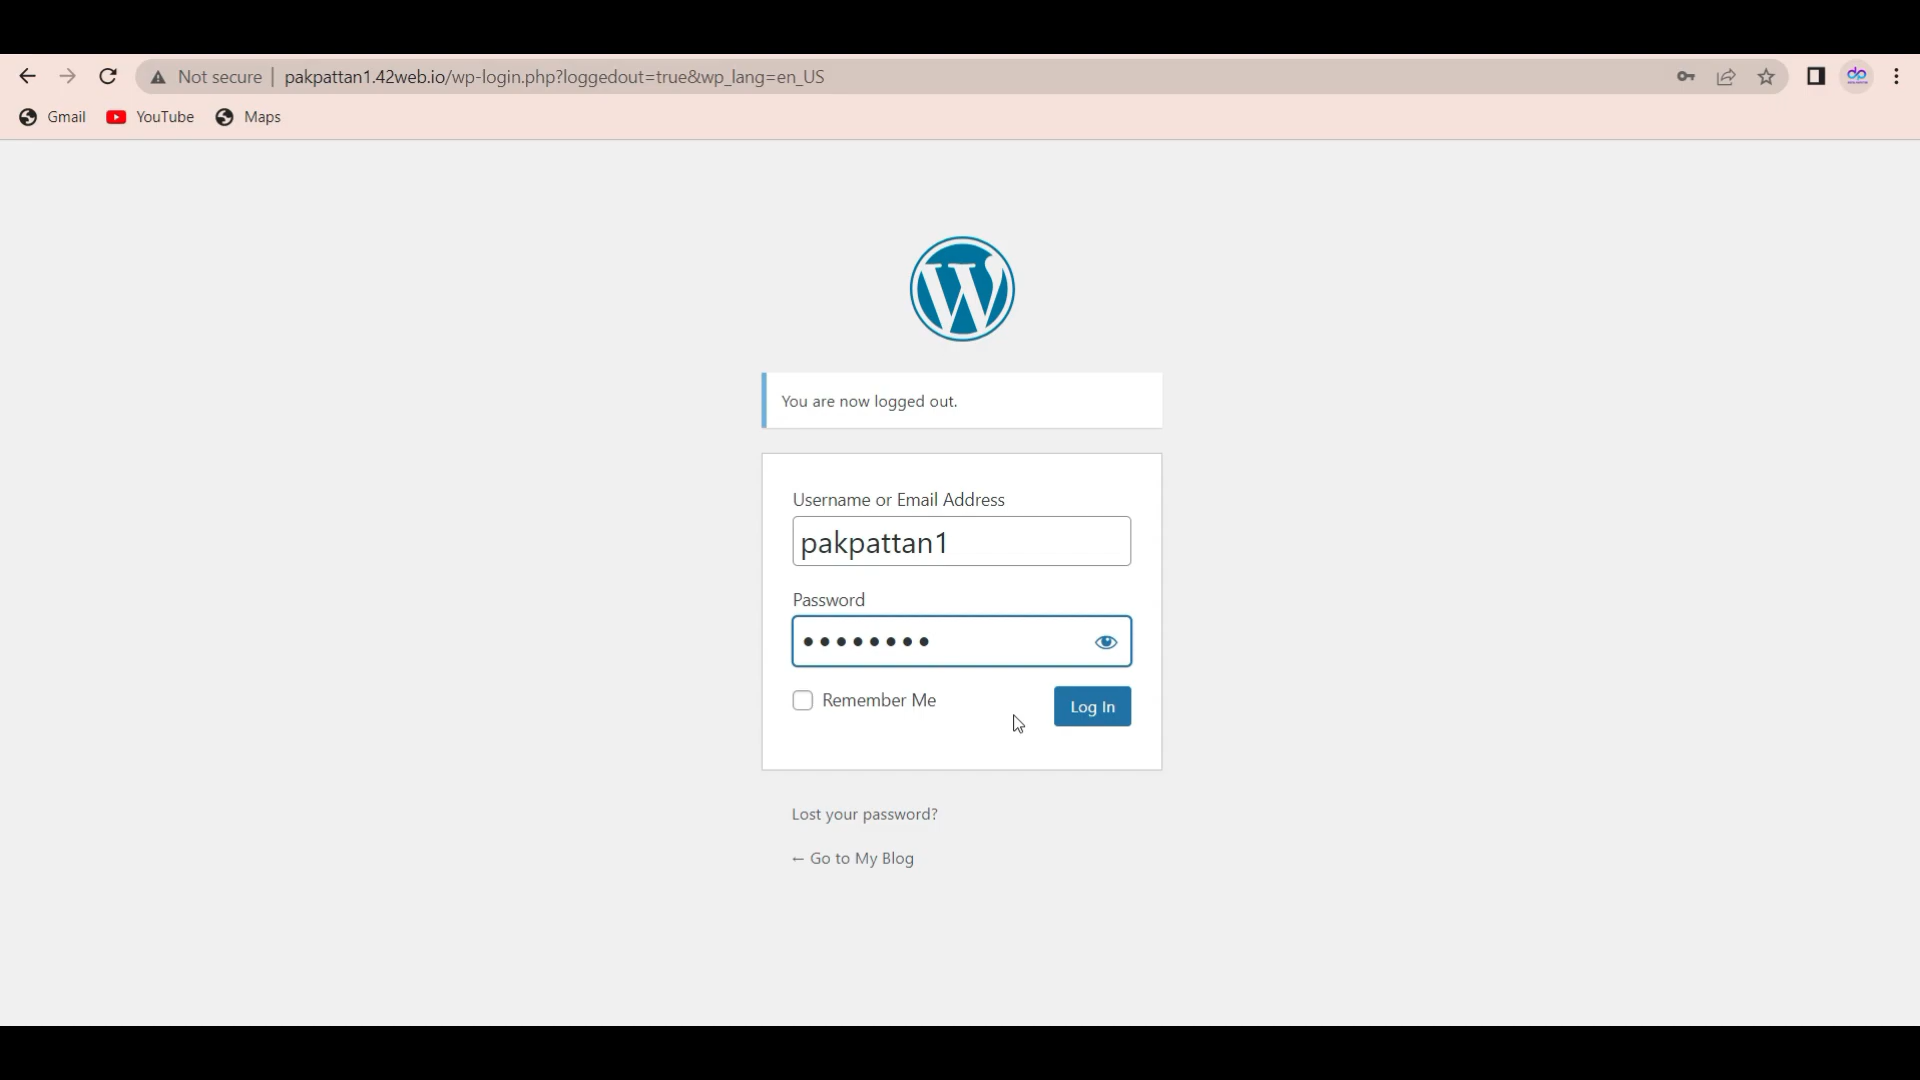 Not secure | pakpattan1.42web.io/wp-login.php?loggedout=true&wp_lang=en_US
Gmail YouTube Maps
You are now logged out.
Username or Email Address
pakpattan1
Password
••••••••
Remember Me
Log In
Lost your password?
← Go to My Blog